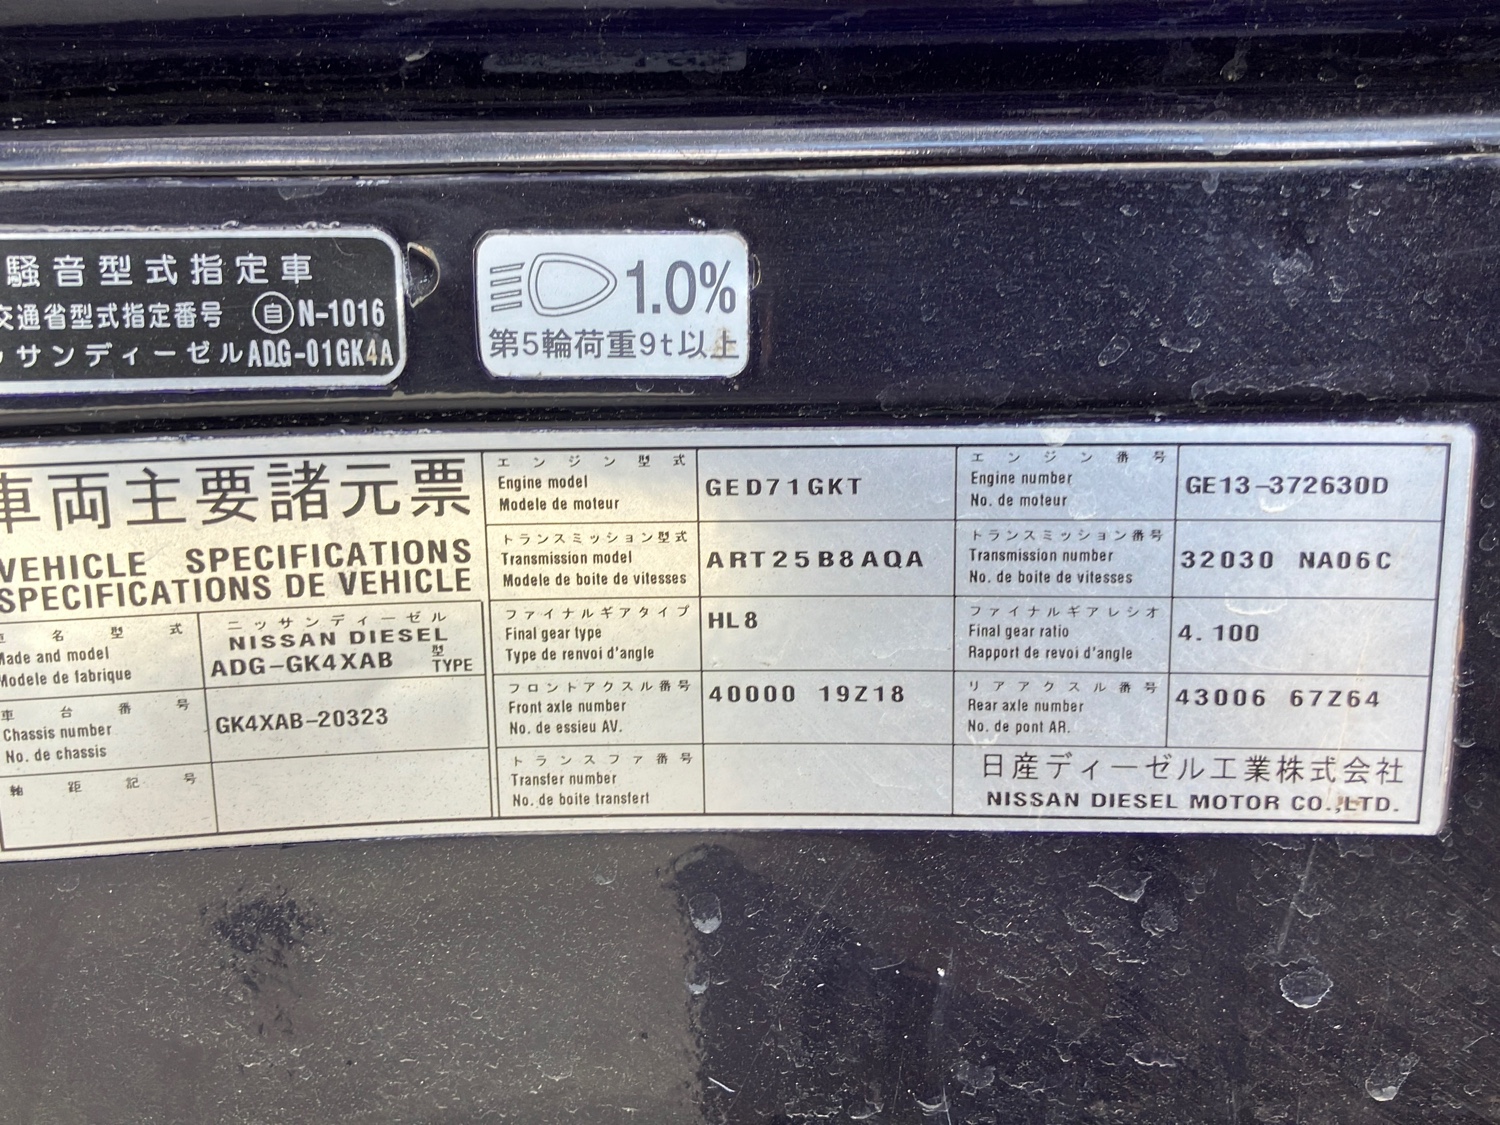 騒音型式指定車
交通省型式指定番号 自 N-1016
サンディーゼル ADG-01GK4A
1.0%
第5輪荷重9t以上
車両主要諸元票
VEHICLE SPECIFICATIONS
SPECIFICATIONS DE VEHICLE
名型式
Made and model
Modele de fabrique
ニッサンディーゼル
NISSAN DIESEL
ADG-GK4XAB 型 TYPE
車台番号
Chassis number
No. de chassis
GK4XAB-20323
軸距記号
エンジン型式
Engine model
Modele de moteur
GED71GKT
エンジン番号
Engine number
No. de moteur
GE13-372630D
トランスミッション型式
Transmission model
Modele de boite de vitesses
ART25B8AQA
トランスミッション番号
Transmission number
No. de boite de vitesses
32030 NA06C
ファイナルギアタイプ
Final gear type
Type de renvoi d'angle
HL8
ファイナルギアレシオ
Final gear ratio
Rapport de revoi d'angle
4.100
フロントアクスル番号
Front axle number
No. de essieu AV.
40000 19Z18
リアアクスル番号
Rear axle number
No. de pont AR.
43006 67Z64
トランスファ番号
Transfer number
No. de boite transfert
日産ディーゼル工業株式会社
NISSAN DIESEL MOTOR CO.,LTD.